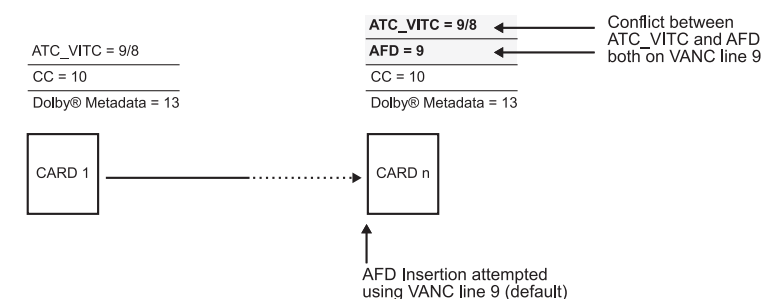 ATC_VITC = 9/8
CC = 10
Dolby® Metadata = 13
CARD 1
ATC_VITC = 9/8
AFD = 9
CC = 10
Dolby® Metadata = 13
CARD n
Conflict between
ATC_VITC and AFD
both on VANC line 9
AFD Insertion attempted
using VANC line 9 (default)